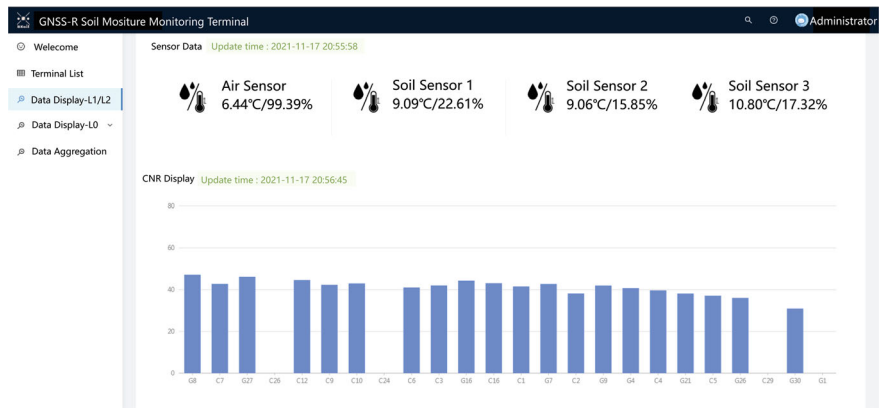 GNSS-R Soil Mositure Monitoring Terminal
Administrator
Welecome
Terminal List
Data Display-L1/L2
Data Display-L0
Data Aggregation
Sensor Data Update time : 2021-11-17 20:55:58
Air Sensor
6.44°C/99.39%
Soil Sensor 1
9.09°C/22.61%
Soil Sensor 2
9.06°C/15.85%
Soil Sensor 3
10.80°C/17.32%
CNR Display Update time : 2021-11-17 20:56:45
80
60
40
20
0
G8 C7 G27 C26 C12 C9 C10 C24 C6 C3 G16 C16 C1 G7 C2 G9 G4 C4 G21 C5 G26 C29 G30 G1